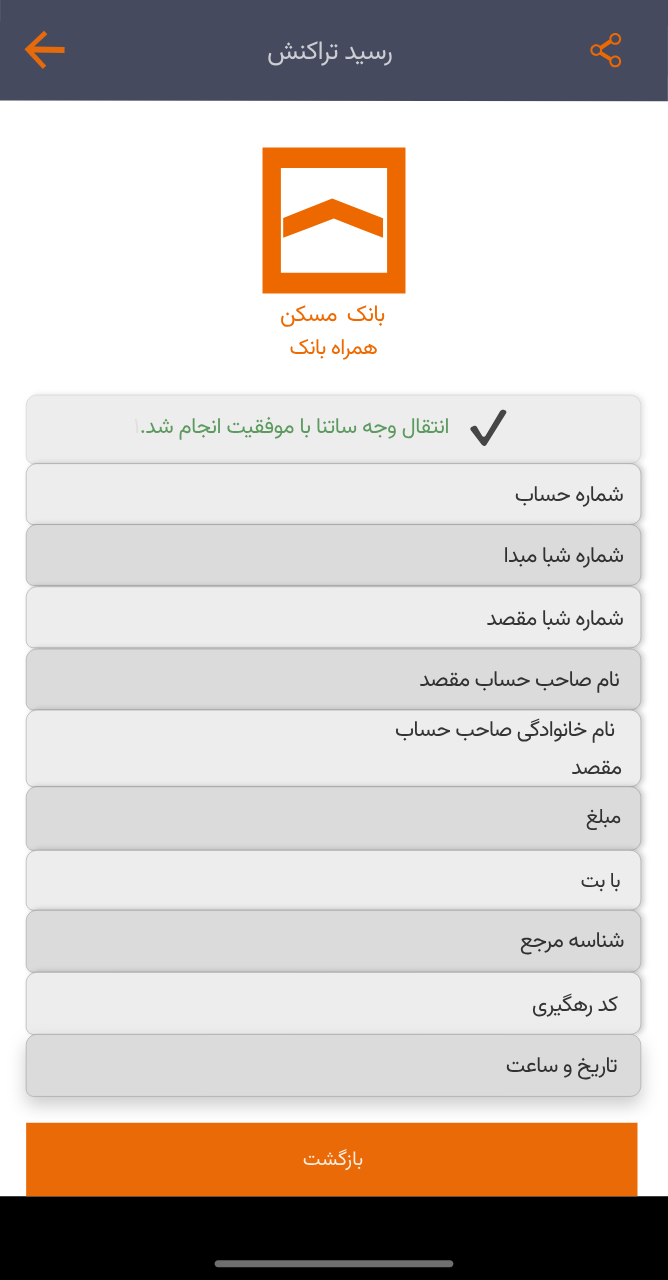 رسید تراکنش
بانک مسکن
همراه بانک
انتقال وجه ساتنا با موفقیت انجام شد.
شماره حساب
شماره شبا مبدا
شماره شبا مقصد
نام صاحب حساب مقصد
نام خانوادگی صاحب حساب
مقصد
مبلغ
با بت
شناسه مرجع
کد رهگیری
تاریخ و ساعت
بازگشت